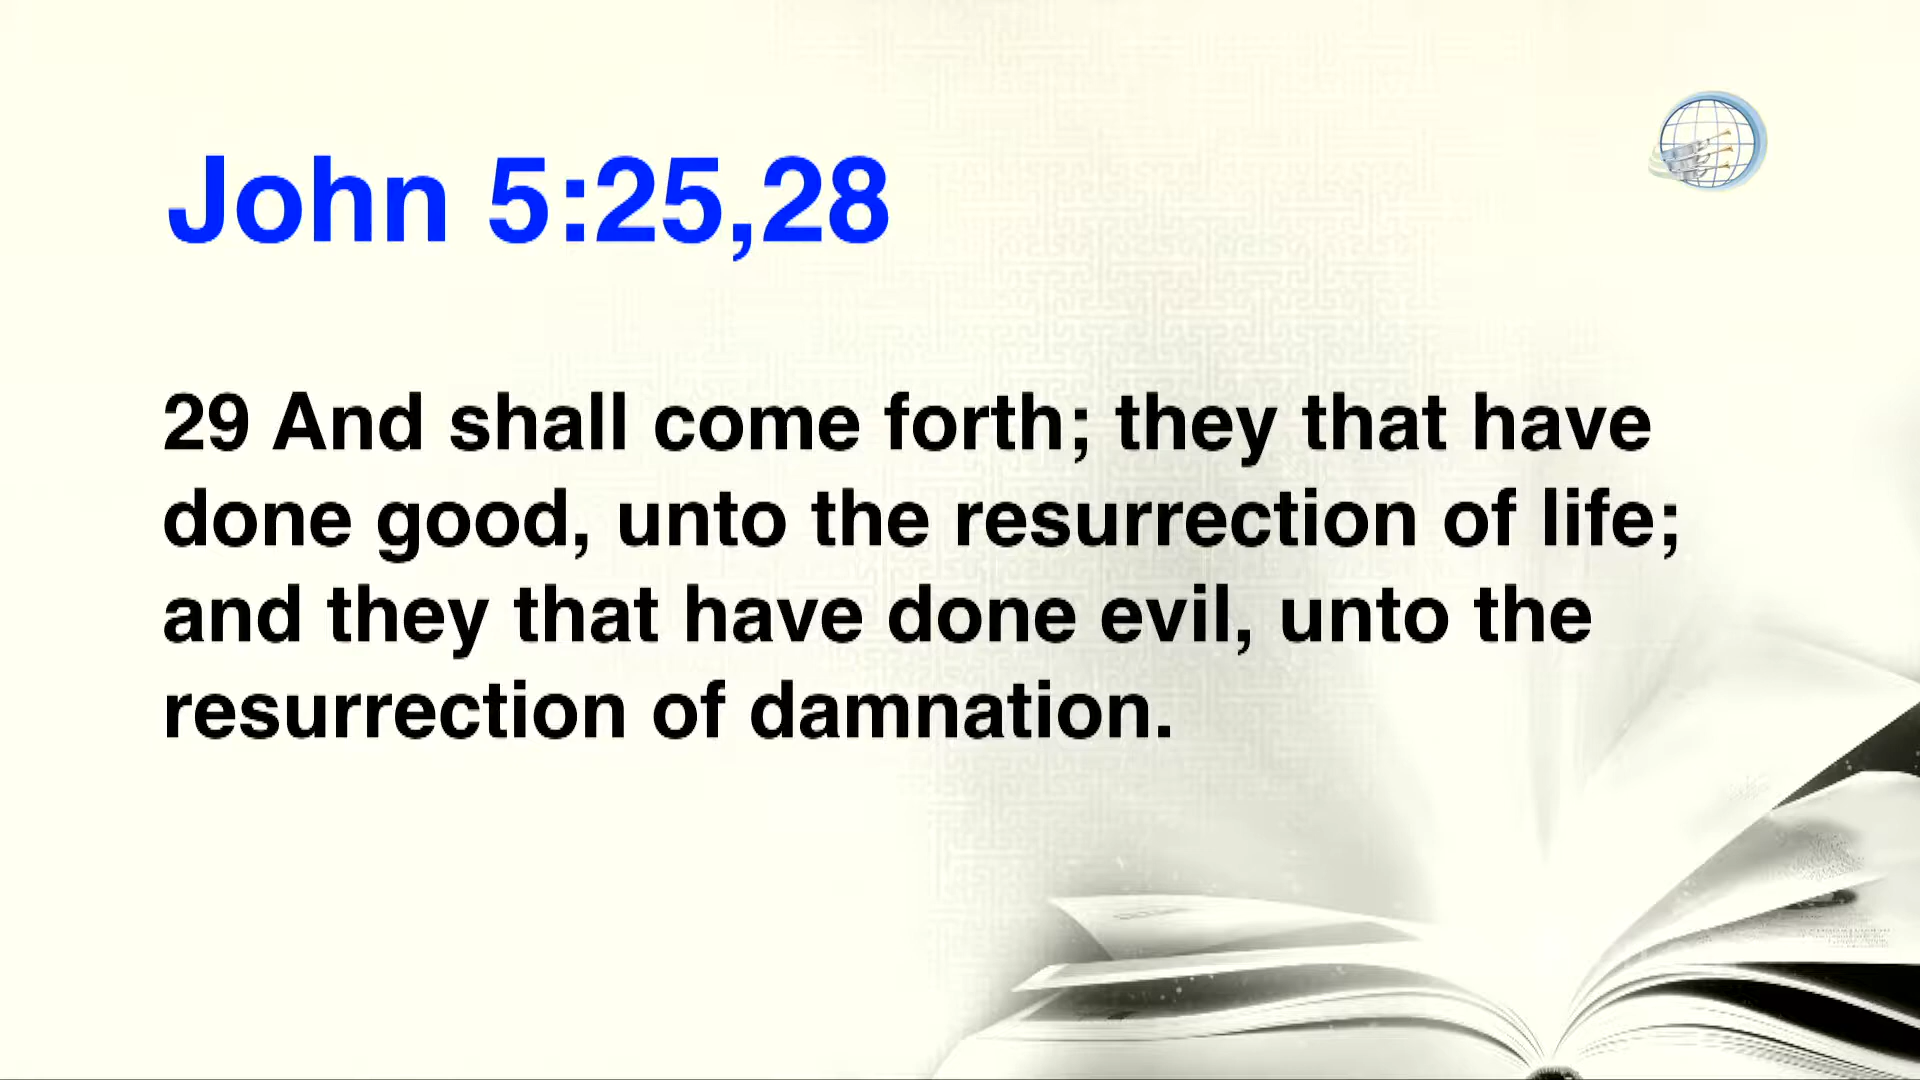 John 5:25,28
29 And shall come forth; they that have
done good, unto the resurrection of life;
and they that have done evil, unto the
resurrection of damnation.